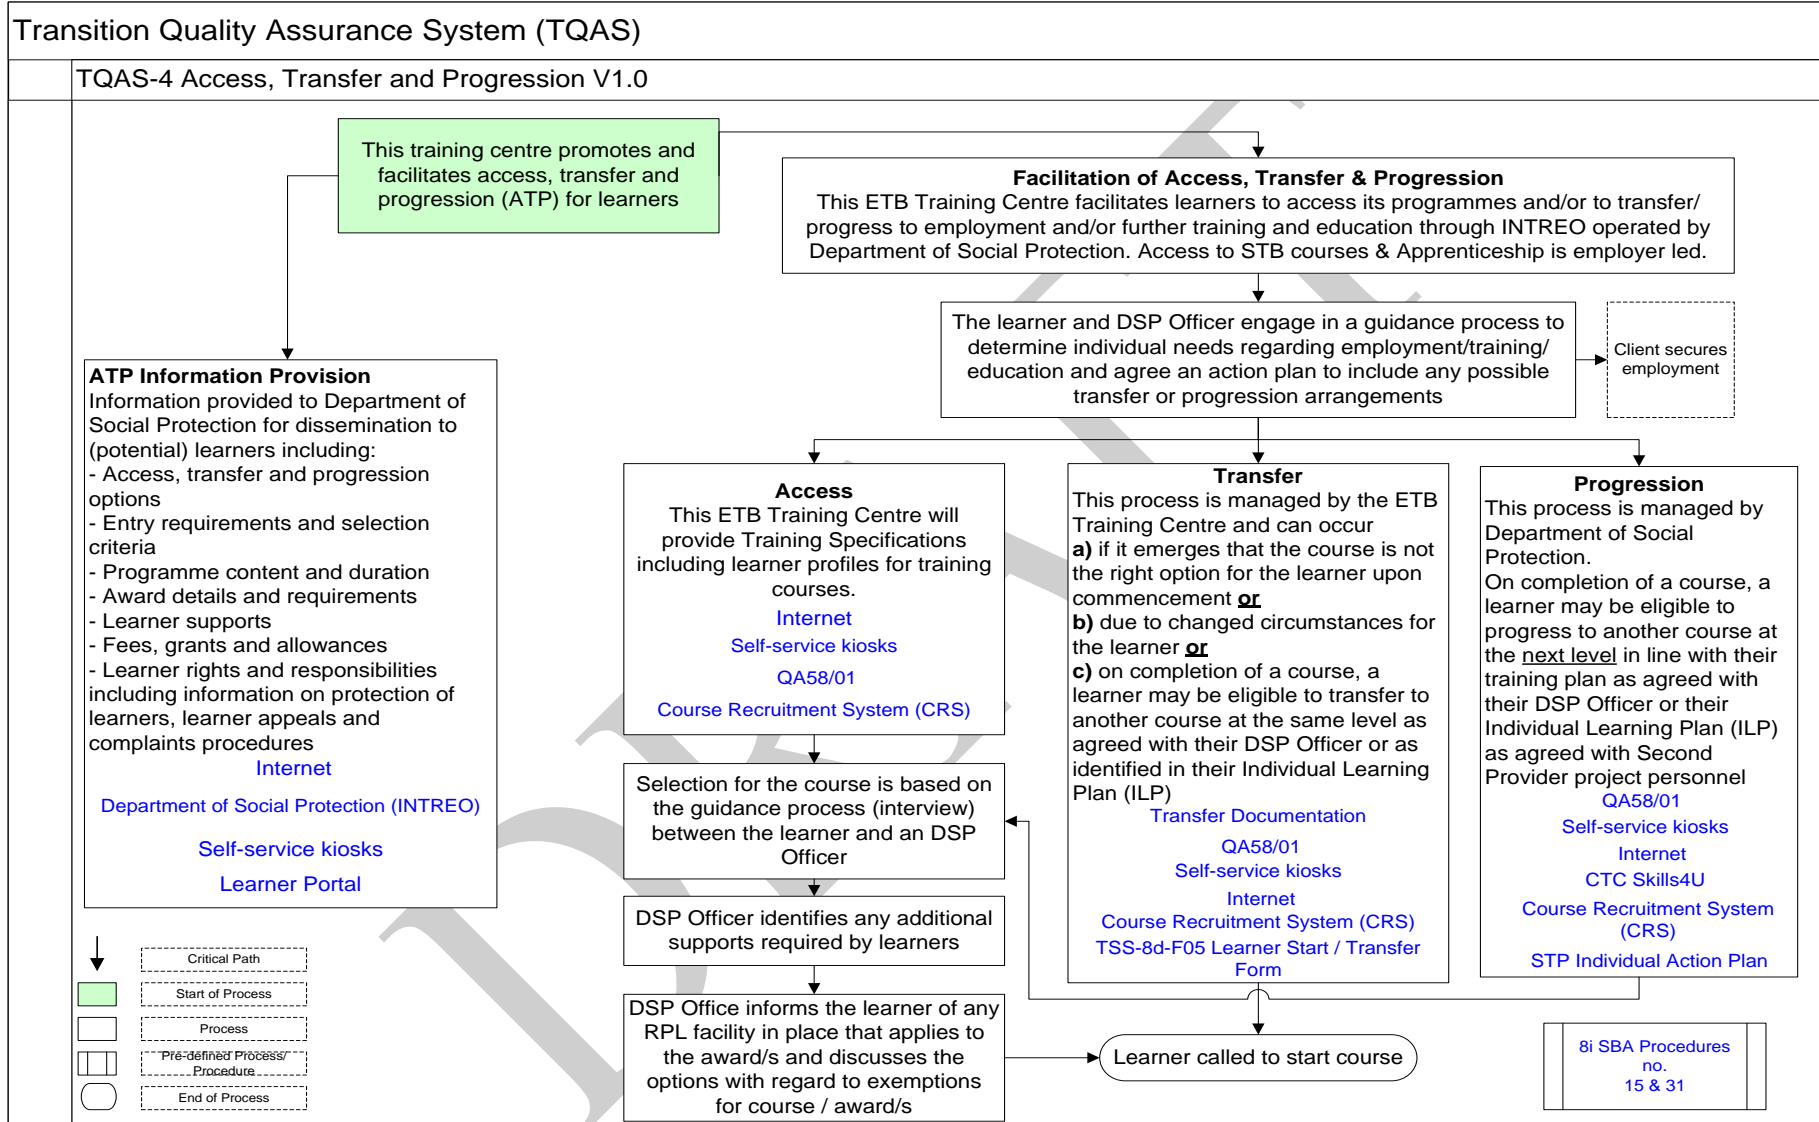 Transition Quality Assurance System (TQAS)
TQAS-4 Access, Transfer and Progression V1.0
This training centre promotes and
facilitates access, transfer and
progression (ATP) for learners
Facilitation of Access, Transfer & Progression
This ETB Training Centre facilitates learners to access its programmes and/or to transfer/
progress to employment and/or further training and education through INTREO operated by
Department of Social Protection. Access to STB courses & Apprenticeship is employer led.
The learner and DSP Officer engage in a guidance process to
determine individual needs regarding employment/training/
education and agree an action plan to include any possible
transfer or progression arrangements
Client secures
employment
ATP Information Provision
Information provided to Department of
Social Protection for dissemination to
(potential) learners including:
- Access, transfer and progression
options
- Entry requirements and selection
criteria
- Programme content and duration
- Award details and requirements
- Learner supports
- Fees, grants and allowances
- Learner rights and responsibilities
including information on protection of
learners, learner appeals and
complaints procedures
Internet
Department of Social Protection (INTREO)
Self-service kiosks
Learner Portal
Access
This ETB Training Centre will
provide Training Specifications
including learner profiles for training
courses.
Internet
Self-service kiosks
QA58/01
Course Recruitment System (CRS)
Selection for the course is based on
the guidance process (interview)
between the learner and an DSP
Officer
DSP Officer identifies any additional
supports required by learners
DSP Office informs the learner of any
RPL facility in place that applies to
the award/s and discusses the
options with regard to exemptions
for course / award/s
Transfer
This process is managed by the ETB
Training Centre and can occur
a) if it emerges that the course is not
the right option for the learner upon
commencement or
b) due to changed circumstances for
the learner or
c) on completion of a course, a
learner may be eligible to transfer to
another course at the same level as
agreed with their DSP Officer or as
identified in their Individual Learning
Plan (ILP)
Transfer Documentation
QA58/01
Self-service kiosks
Internet
Course Recruitment System (CRS)
TSS-8d-F05 Learner Start / Transfer
Form
Learner called to start course
Progression
This process is managed by
Department of Social
Protection.
On completion of a course, a
learner may be eligible to
progress to another course at
the next level in line with their
training plan as agreed with
their DSP Officer or their
Individual Learning Plan (ILP)
as agreed with Second
Provider project personnel
QA58/01
Self-service kiosks
Internet
CTC Skills4U
Course Recruitment System
(CRS)
STP Individual Action Plan
8i SBA Procedures
no.
15 & 31
Critical Path
Start of Process
Process
Pre-defined Process/
Procedure
End of Process
DRAFT